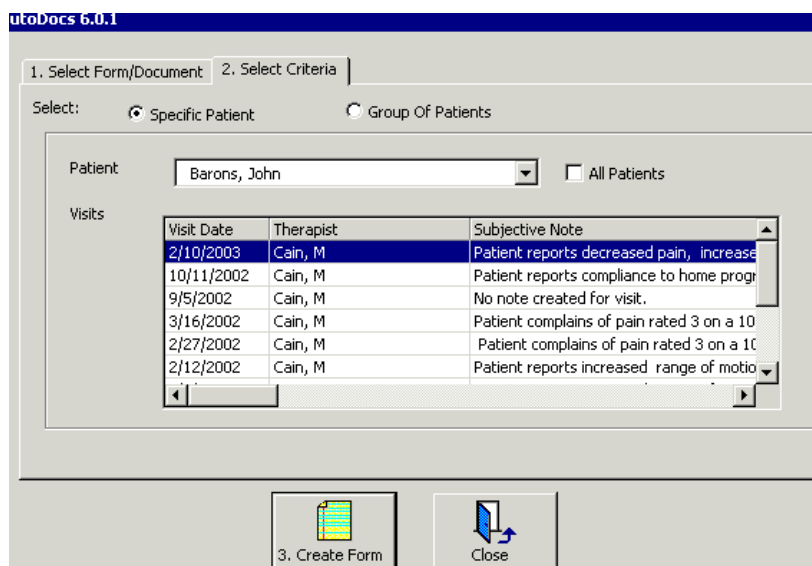 utoDocs 6.0.1
1. Select Form/Document 2. Select Criteria
Select: Specific Patient Group Of Patients
Patient Barons, John All Patients
Visits
Visit Date Therapist Subjective Note
2/10/2003 Cain, M Patient reports decreased pain, increase
10/11/2002 Cain, M Patient reports compliance to home progr
9/5/2002 Cain, M No note created for visit.
3/16/2002 Cain, M Patient complains of pain rated 3 on a 10
2/27/2002 Cain, M Patient complains of pain rated 3 on a 10
2/12/2002 Cain, M Patient reports increased range of motio
3. Create Form Close